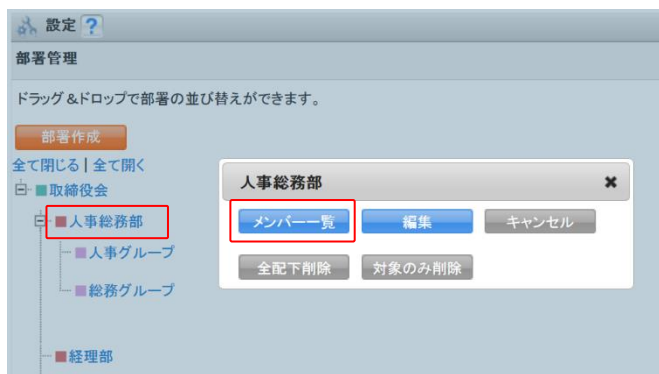 設定 ?
部署管理
ドラッグ&ドロップで部署の並び替えができます。
部署作成
全て閉じる | 全て開く
取締役会
人事総務部
人事グループ
総務グループ
経理部
人事総務部
メンバー一覧 編集 キャンセル
全配下削除 対象のみ削除